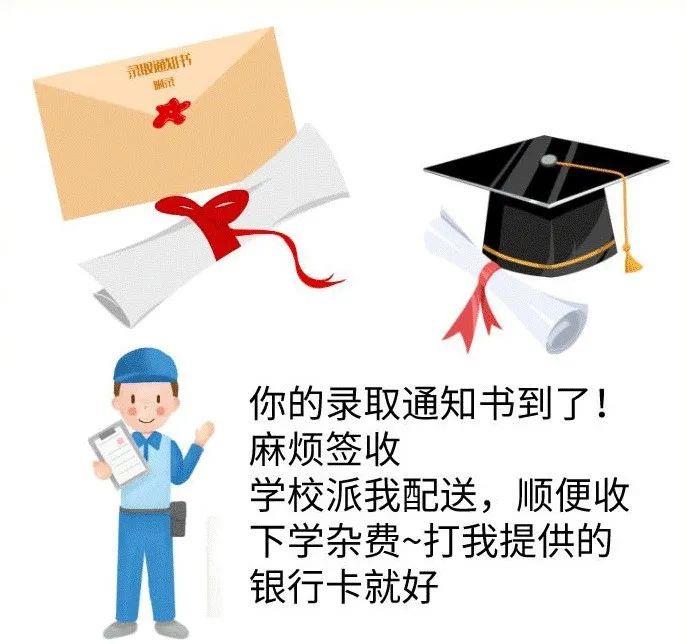 录取通知书
你的录取通知书到了！
麻烦签收
学校派我配送，顺便收
下学杂费~打我提供的
银行卡就好